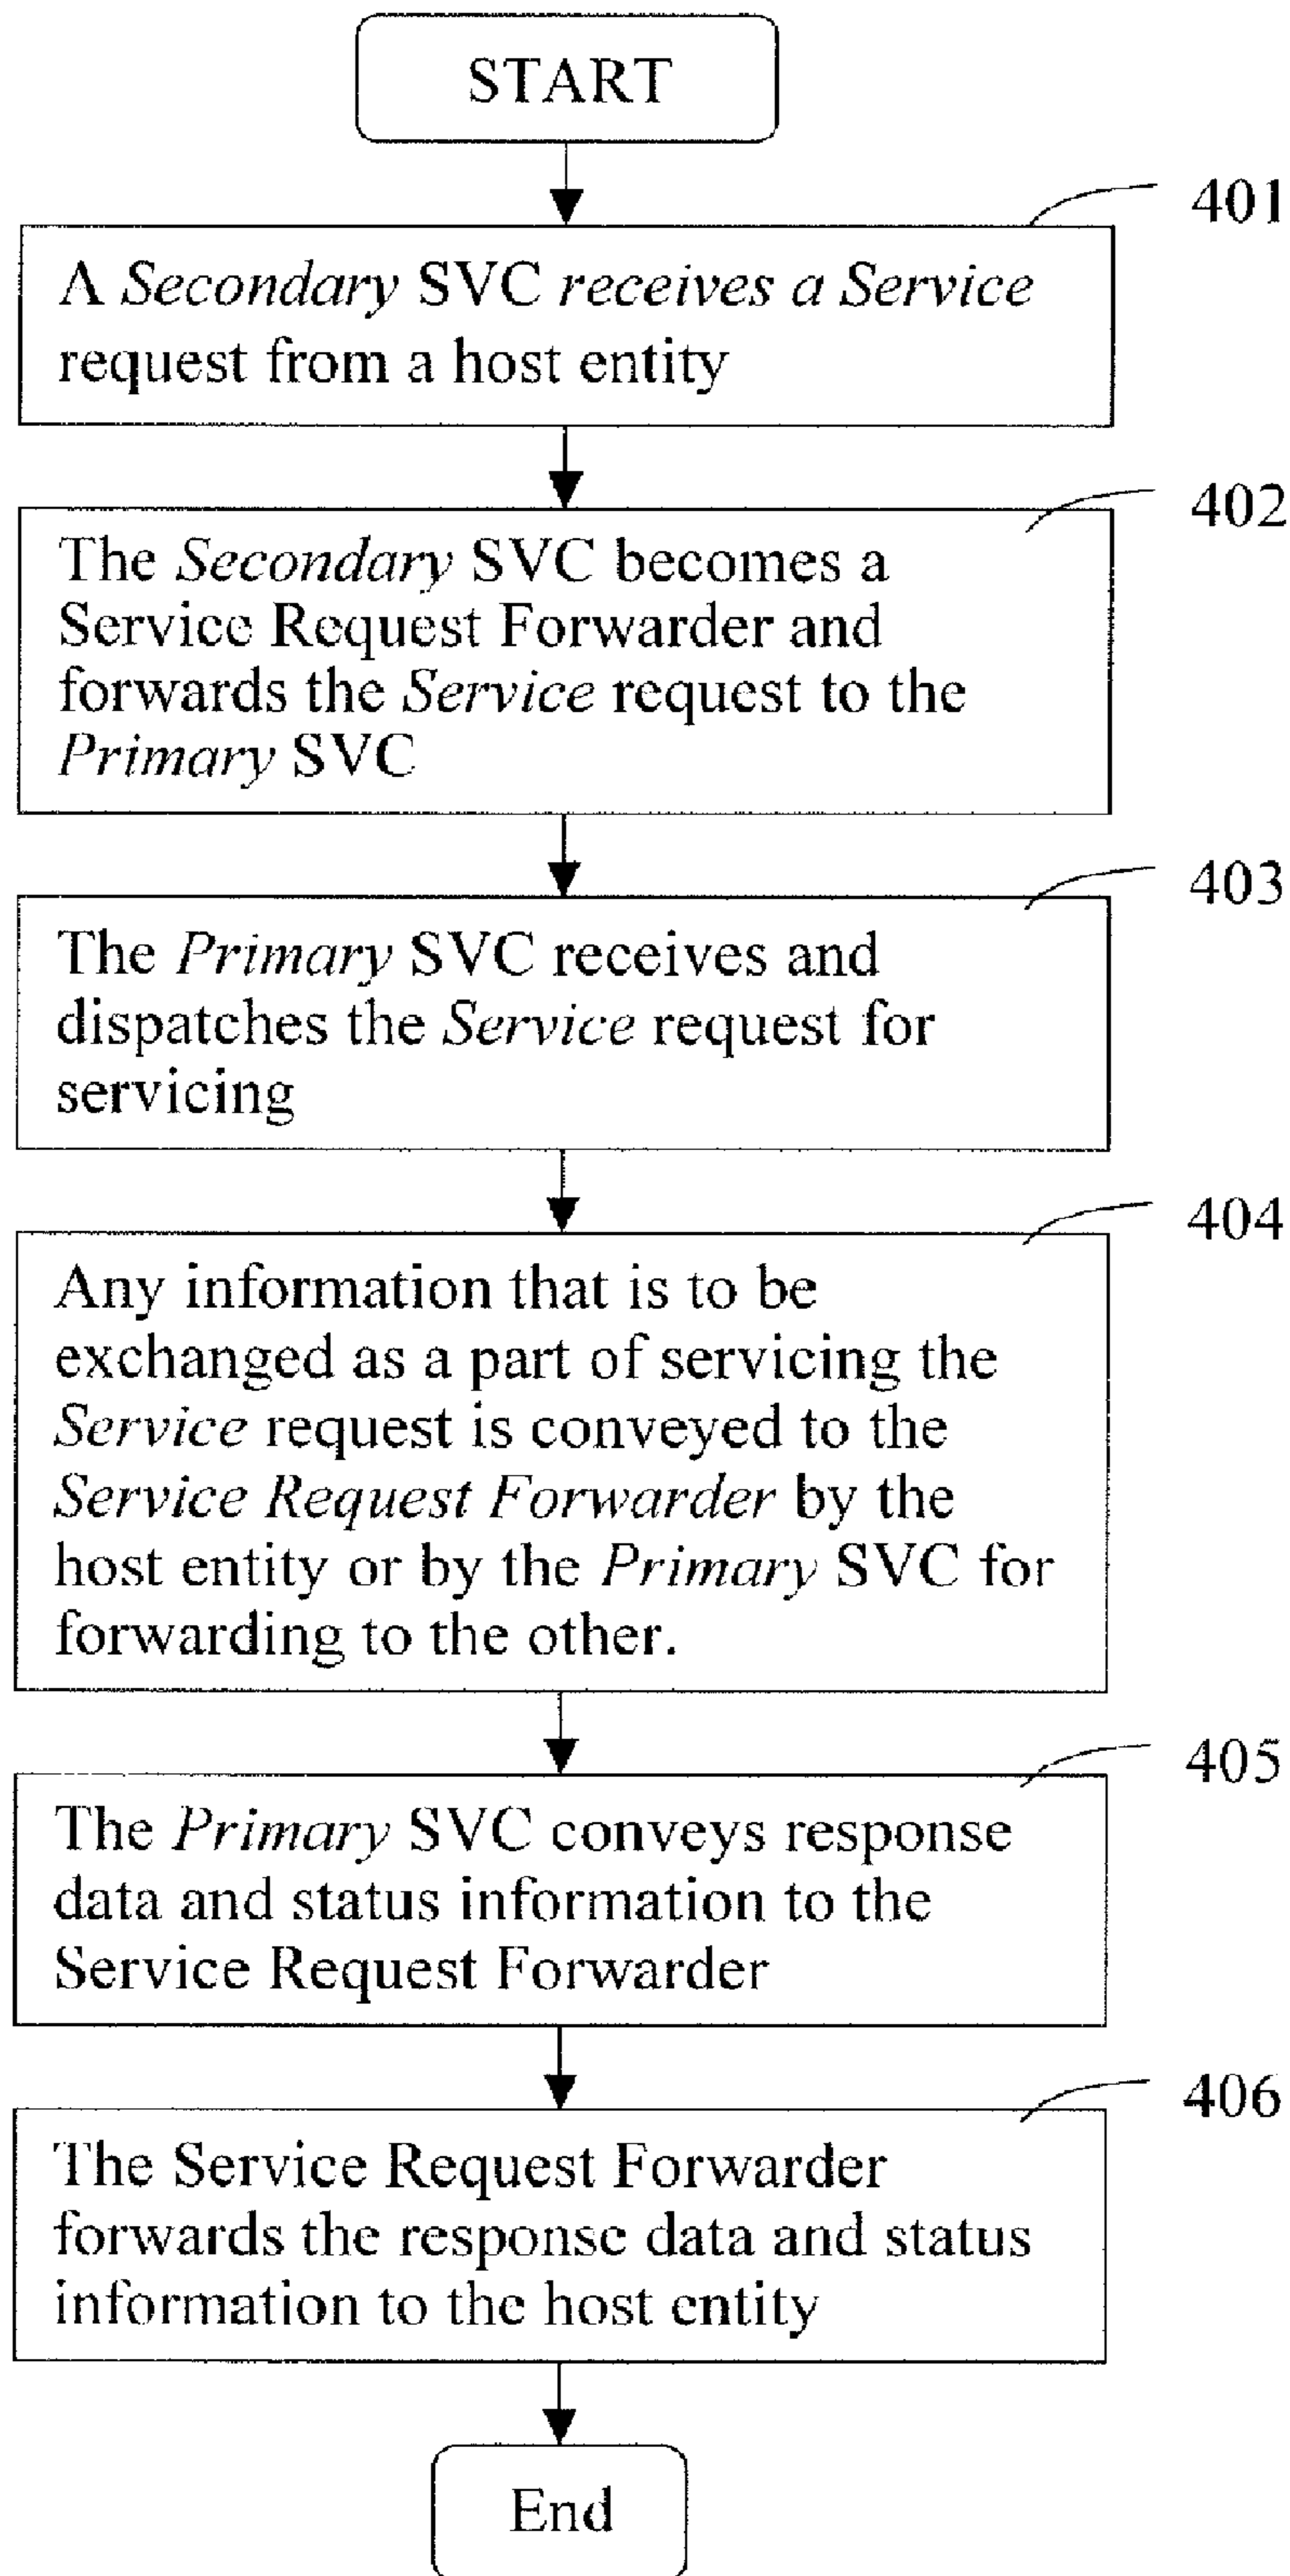 START
401
A Secondary SVC receives a Service
request from a host entity
402
The Secondary SVC becomes a
Service Request Forwarder and
forwards the Service request to the
Primary SVC
403
The Primary SVC receives and
dispatches the Service request for
servicing
404
Any information that is to be
exchanged as a part of servicing the
Service request is conveyed to the
Service Request Forwarder by the
host entity or by the Primary SVC for
forwarding to the other.
405
The Primary SVC conveys response
data and status information to the
Service Request Forwarder
406
The Service Request Forwarder
forwards the response data and status
information to the host entity
End